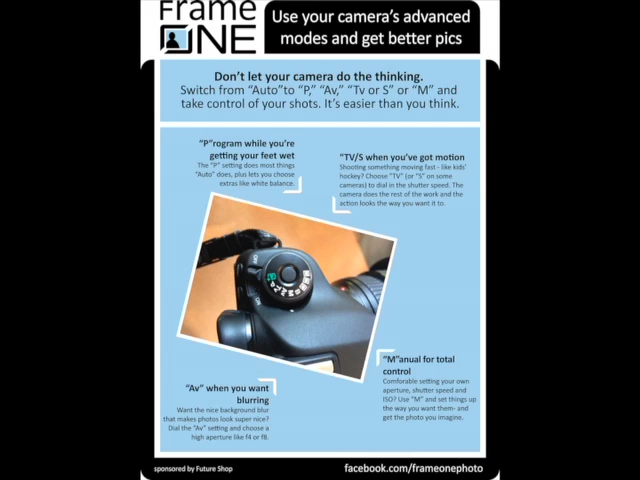 Frame
ONE
Use your camera's advanced
modes and get better pics
Don't let your camera do the thinking.
Switch from "Auto"to "P," "Av," "Tv or S" or "M" and
take control of your shots. It's easier than you think.
"P"rogram while you're
getting your feet wet
The "P" setting does most things
"Auto" does, plus lets you choose
extras like white balance.
"TV/S when you've got motion
Shooting something moving fast - like kids'
hockey? Choose "TV" (or "S" on some
cameras) to dial in the shutter speed. The
camera does the rest of the work and the
action looks the way you want it to.
OFF
ON
"M"anual for total
control
Comforable setting your own
aperture, shutter speed and
ISO? Use "M" and set things up
the way you want them- and
get the photo you imagine.
"Av" when you want
blurring
Want the nice background blur
that makes photos look super nice?
Dial the "Av" setting and choose a
high aperture like f4 or f8.
sponsored by Future Shop
facebook.com/frameonephoto